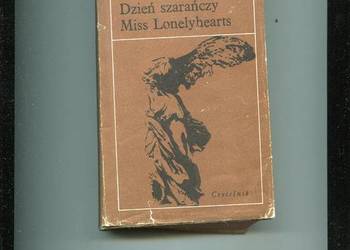 Dzień szarańczy
Miss Lonelyhearts
Czytelnik